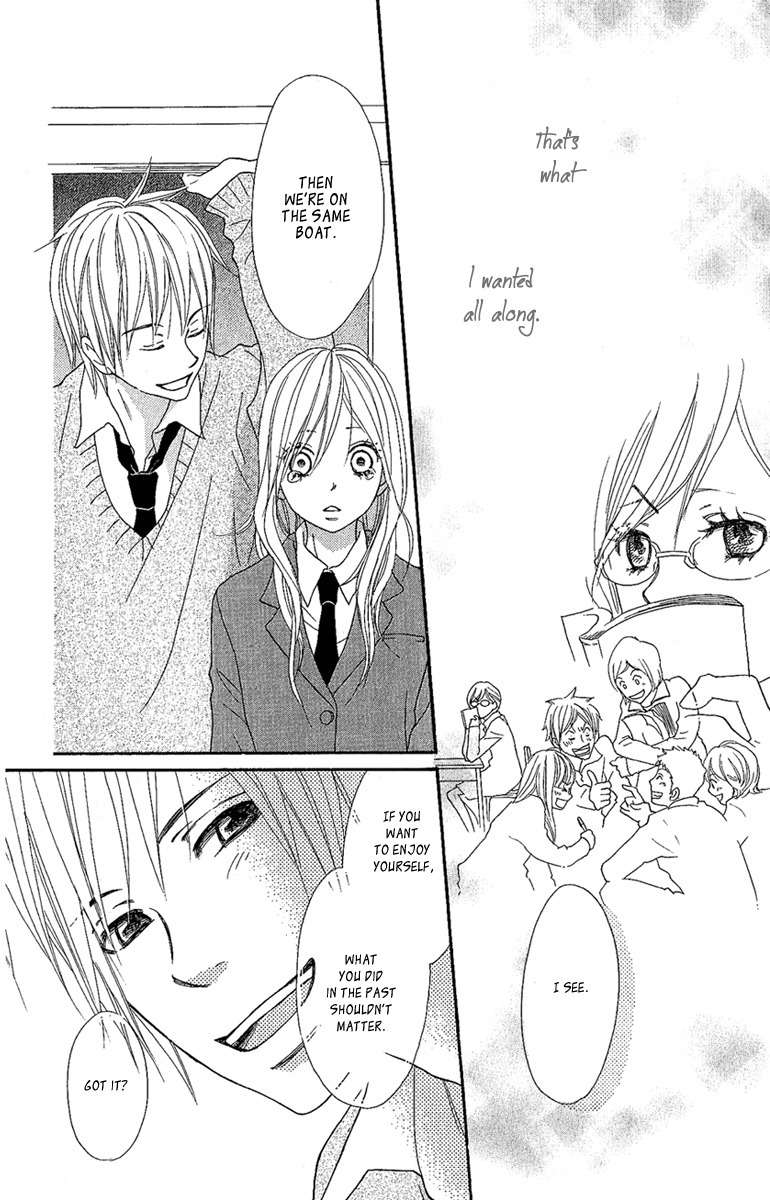 That's
what
I wanted
all along.
I SEE.
THEN
WE'RE ON
THE SAME
BOAT.
IF YOU
WANT
TO ENJOY
YOURSELF,
WHAT
YOU DID
IN THE PAST
SHOULDN'T
MATTER.
GOT IT?